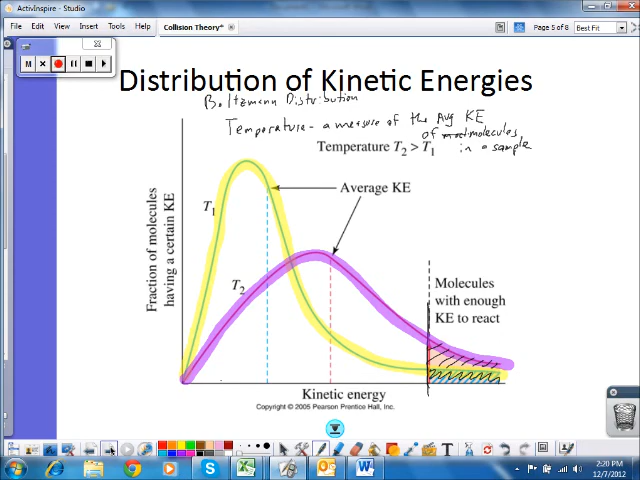 ActivInspire - Studio
File Edit View Insert Tools Help
Collision Theory*
Page 5 of 8
Best Fit
M
Distribution of Kinetic Energies
Boltzmann Distribution
Temperature - a measure of the Avg KE
of molecules
in a sample
Temperature T2 > T1
Fraction of molecules
having a certain KE
T1
Average KE
T2
Molecules
with enough
KE to react
Kinetic energy
Copyright © 2005 Pearson Prentice Hall, Inc.
2:20 PM
12/7/2012